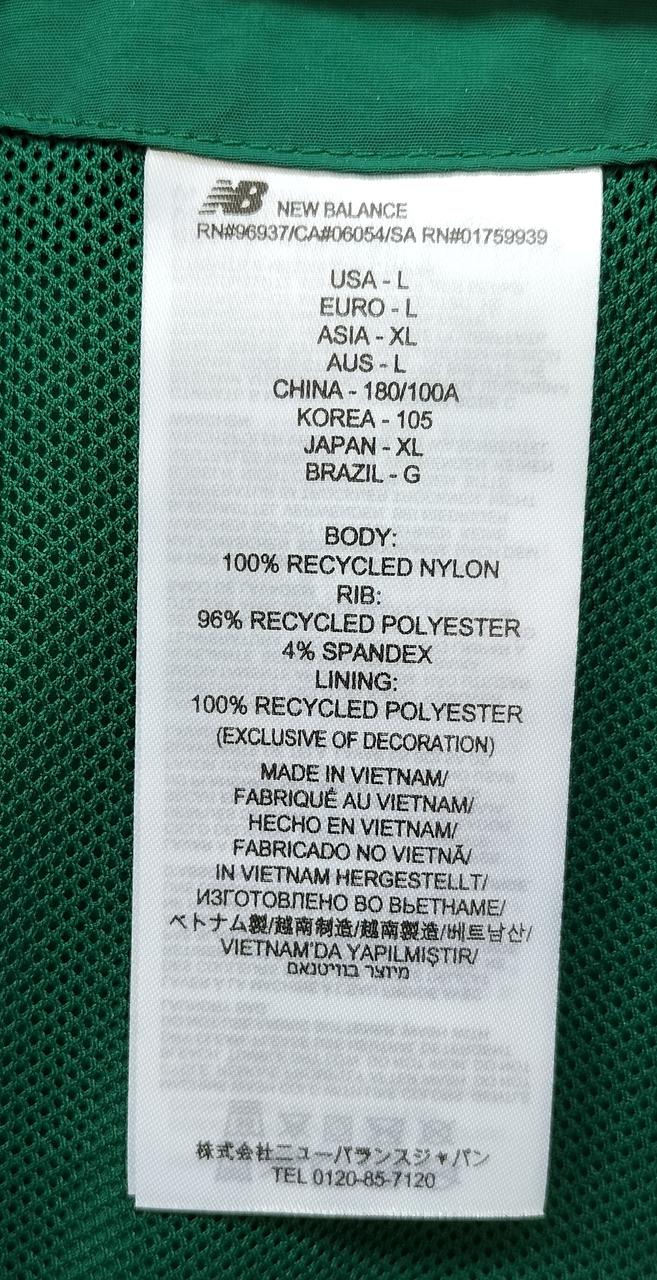 NB NEW BALANCE
RN#96937/CA#06054/SA RN#01759939
USA - L
EURO - L
ASIA - XL
AUS - L
CHINA - 180/100A
KOREA - 105
JAPAN - XL
BRAZIL - G
BODY:
100% RECYCLED NYLON
RIB:
96% RECYCLED POLYESTER
4% SPANDEX
LINING:
100% RECYCLED POLYESTER
(EXCLUSIVE OF DECORATION)
MADE IN VIETNAM/
FABRIQUÉ AU VIETNAM/
HECHO EN VIETNAM/
FABRICADO NO VIETNÃ/
IN VIETNAM HERGESTELLT/
ИЗГОТОВЛЕНО ВО ВЬЕТНАМЕ/
ベトナム製/越南制造/越南製造/베트남산/
VIETNAM'DA YAPILMIŞTIR/
מיוצר בווייטנאם
株式会社ニューバランスジャパン
TEL 0120-85-7120